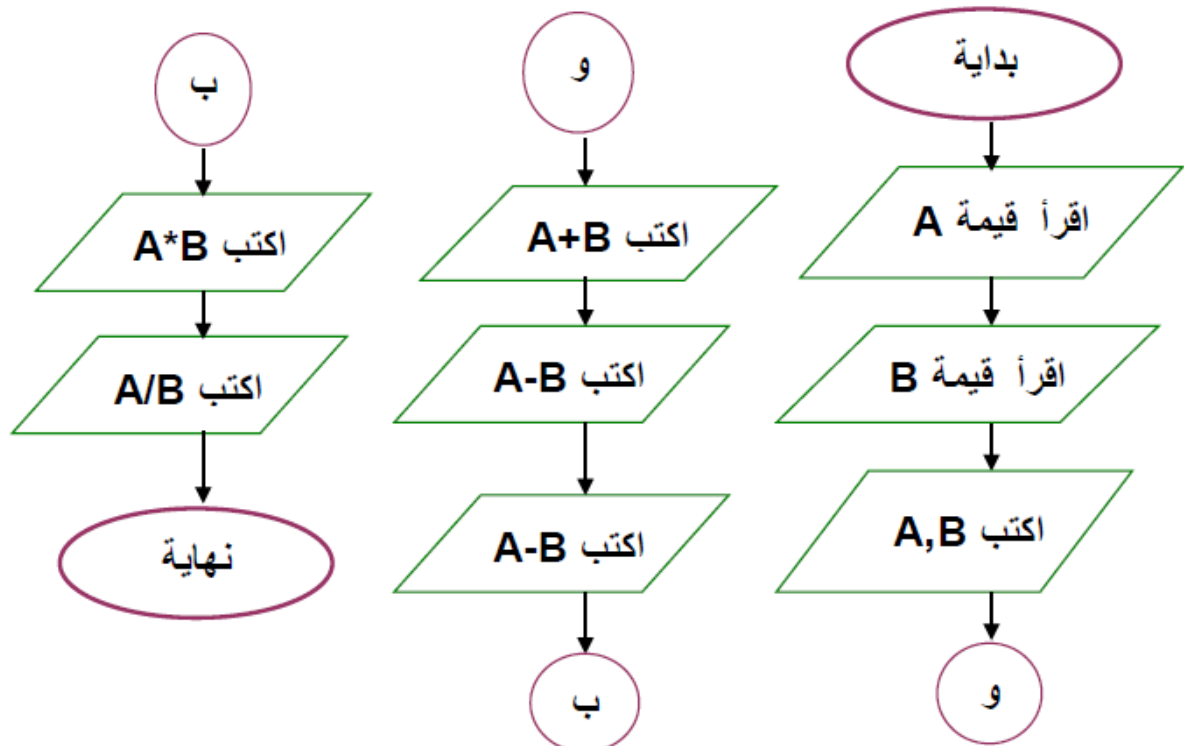 بداية
اقرأ قيمة A
اقرأ قيمة B
اكتب A,B
و
و
اكتب A+B
اكتب A-B
اكتب A-B
ب
ب
اكتب A*B
اكتب A/B
نهاية